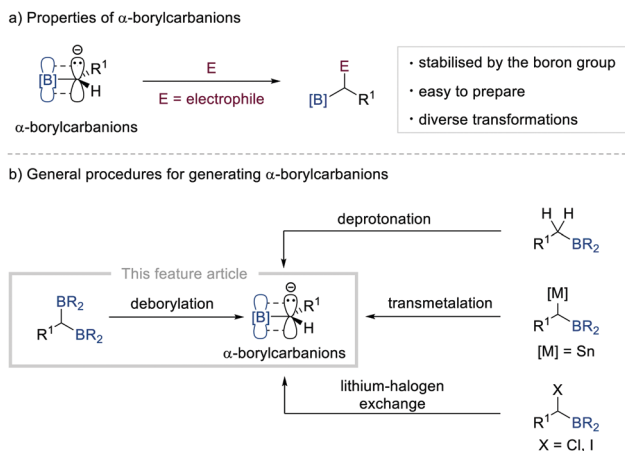 a) Properties of α-borylcarbanions
⊖
[B] R¹
H
α-borylcarbanions
E
E = electrophile
E
[B] R¹
· stabilised by the boron group
· easy to prepare
· diverse transformations
b) General procedures for generating α-borylcarbanions
This feature article
BR₂
R¹ BR₂
deborylation
⊖
[B] R¹
H
α-borylcarbanions
deprotonation
H H
R¹ BR₂
transmetalation
[M]
R¹ BR₂
[M] = Sn
lithium-halogen
exchange
X
R¹ BR₂
X = Cl, I